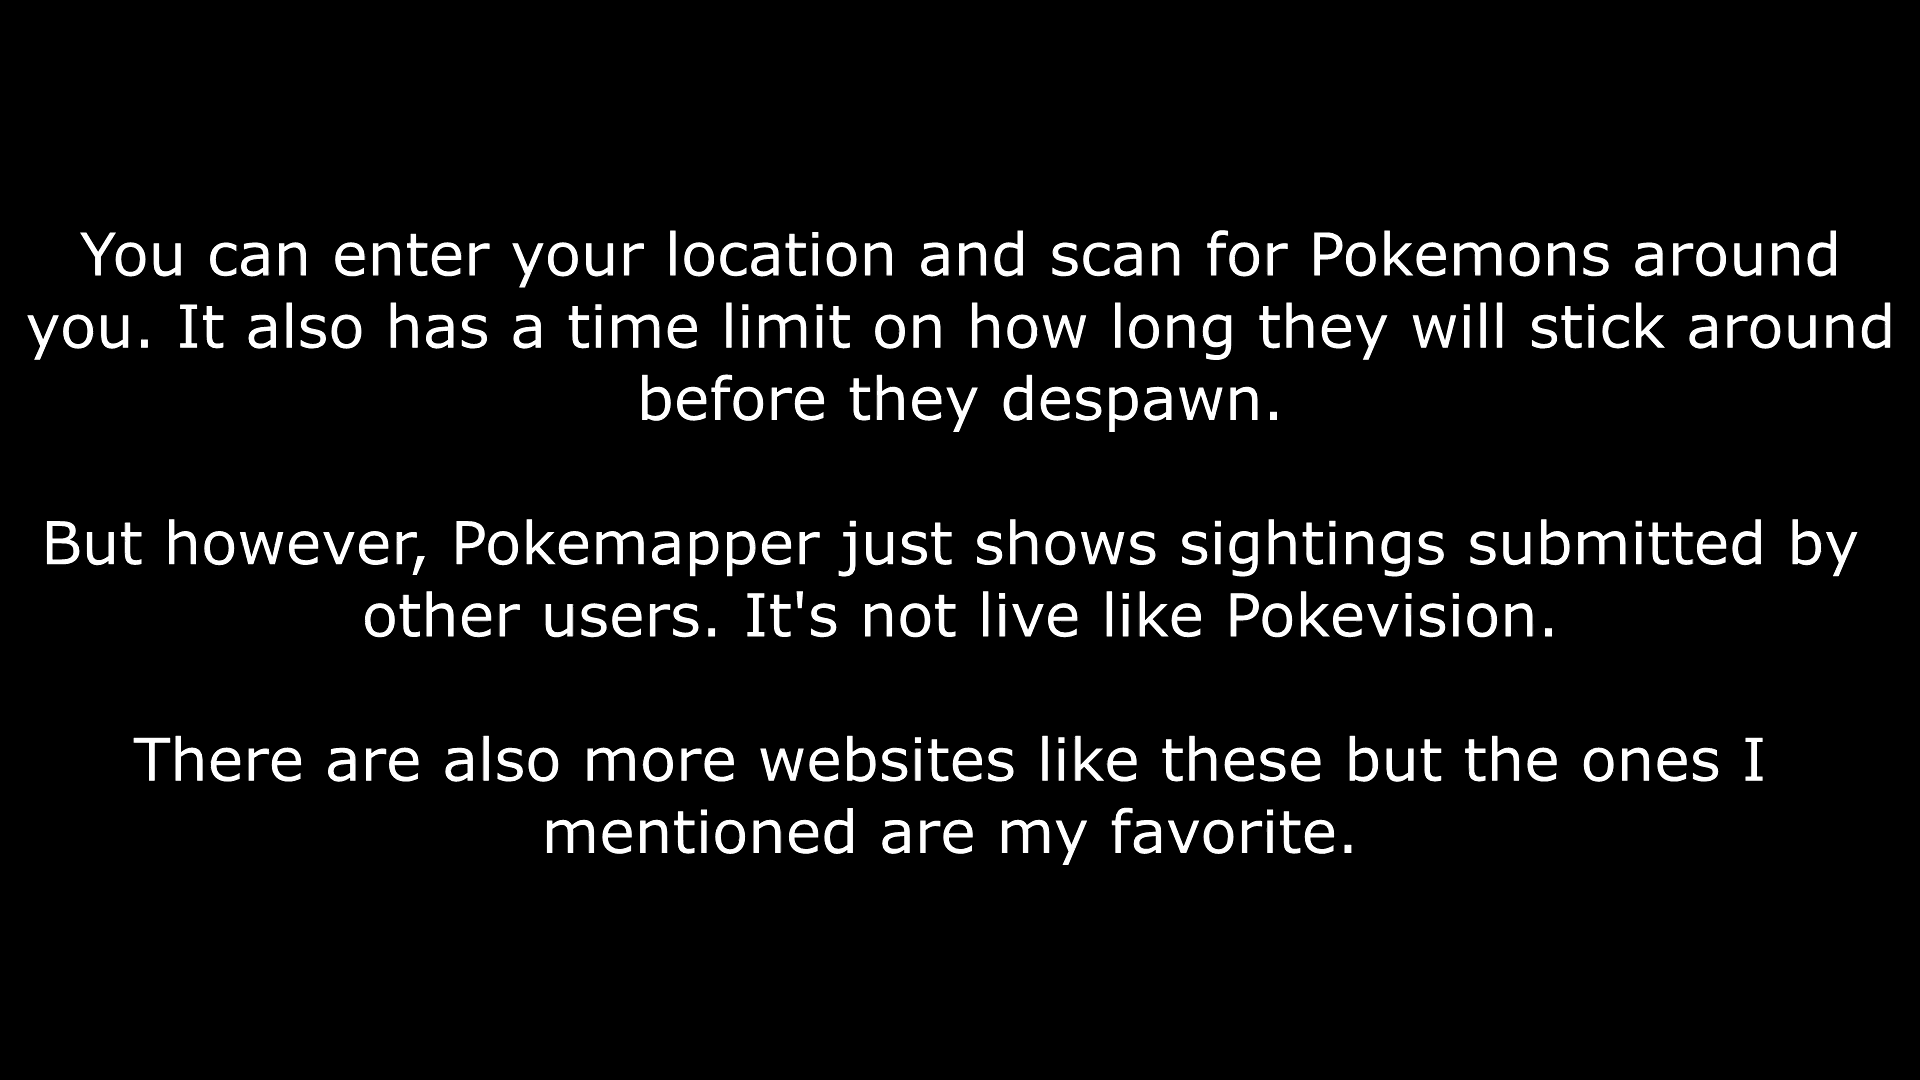 You can enter your location and scan for Pokemons around
you. It also has a time limit on how long they will stick around
before they despawn.
But however, Pokemapper just shows sightings submitted by
other users. It's not live like Pokevision.
There are also more websites like these but the ones I
mentioned are my favorite.